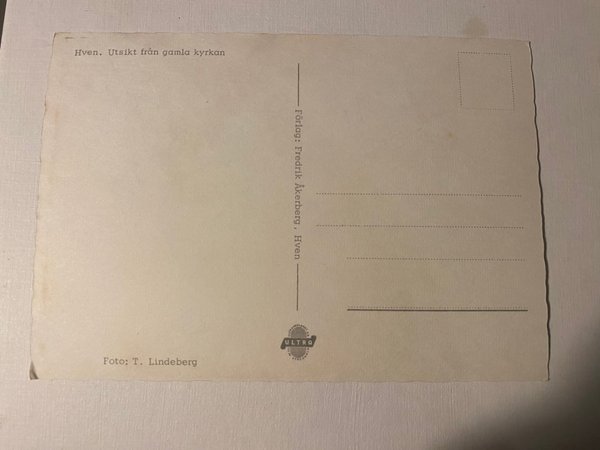 Hven. Utsikt från gamla kyrkan
Förlag: Fredrik Åkerberg, Hven
ULTRA
Foto: T. Lindeberg